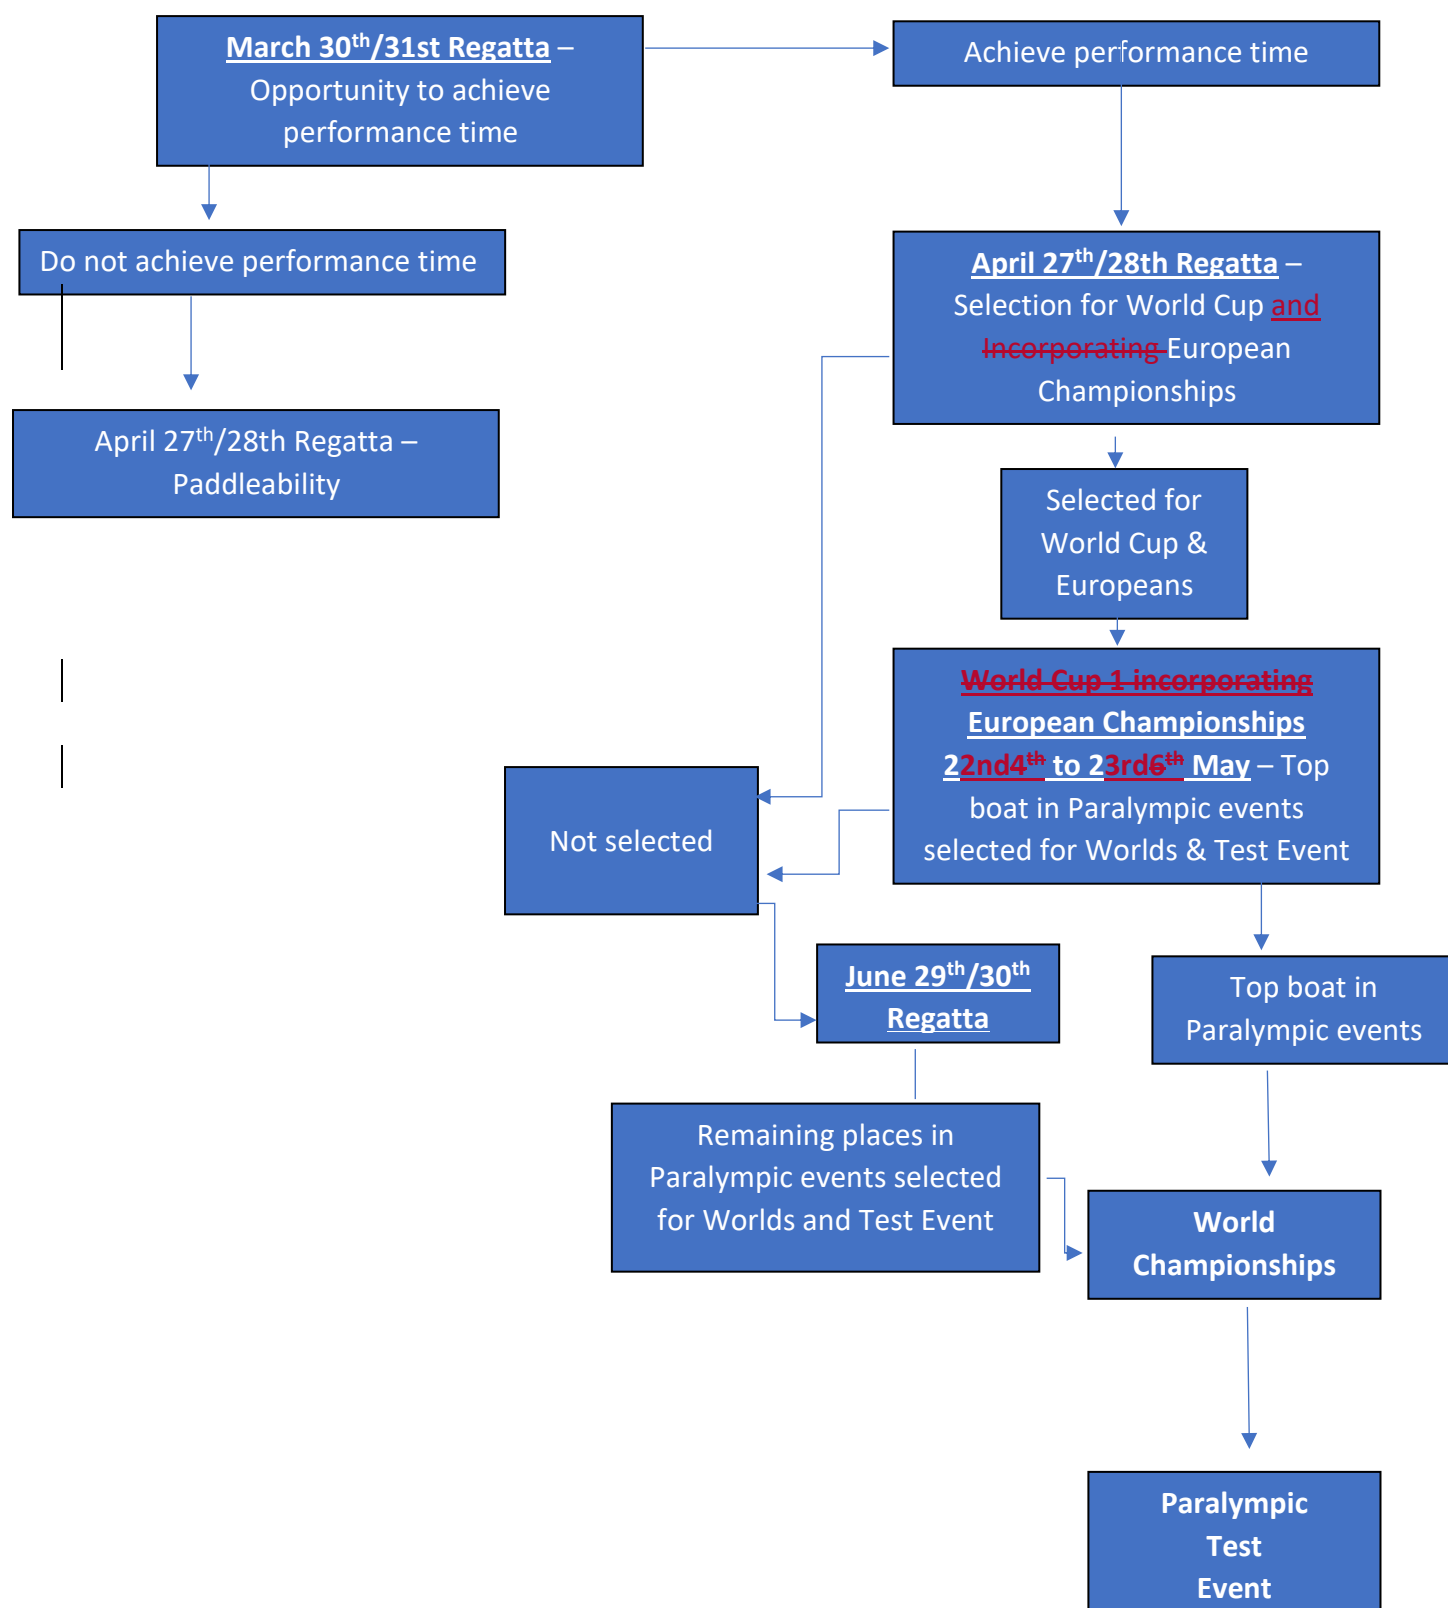 March 30th/31st Regatta –
Opportunity to achieve
performance time
Achieve performance time
Do not achieve performance time
April 27th/28th Regatta –
Selection for World Cup and
Incorporating European
Championships
April 27th/28th Regatta –
Paddleability
Selected for
World Cup &
Europeans
World Cup 1 incorporating
European Championships
22nd4th to 23rd6th May – Top
boat in Paralympic events
selected for Worlds & Test Event
Not selected
June 29th/30th
Regatta
Top boat in
Paralympic events
Remaining places in
Paralympic events selected
for Worlds and Test Event
World
Championships
Paralympic
Test
Event